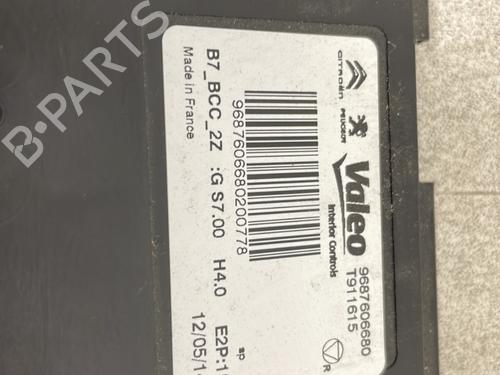 CITROËN
PEUGEOT
Valeo
Interior Controls
9687606680
T911615
R
9687606680200778
sp
B7_BCC_2Z :G S7.00 H4.0 E2P:1
Made in France
12/05/1
B-PARTS